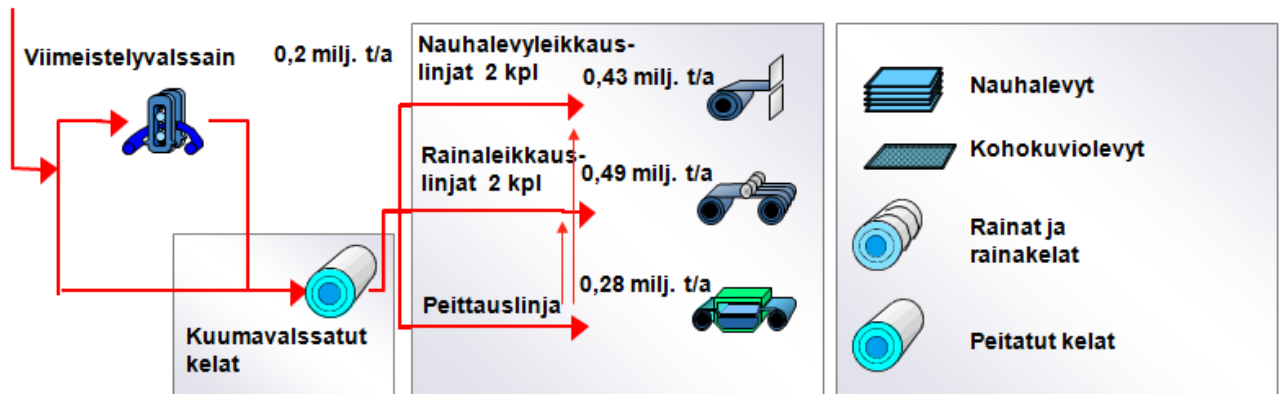 Viimeistelyvalssain
0,2 milj. t/a
Kuumavalssatut
kelat
Nauhalevyleikkaus-
linjat 2 kpl
0,43 milj. t/a
Rainaleikkaus-
linjat 2 kpl
0,49 milj. t/a
Peittauslinja
0,28 milj. t/a
Nauhalevyt
Kohokuviolevyt
Rainat ja
rainakelat
Peitatut kelat